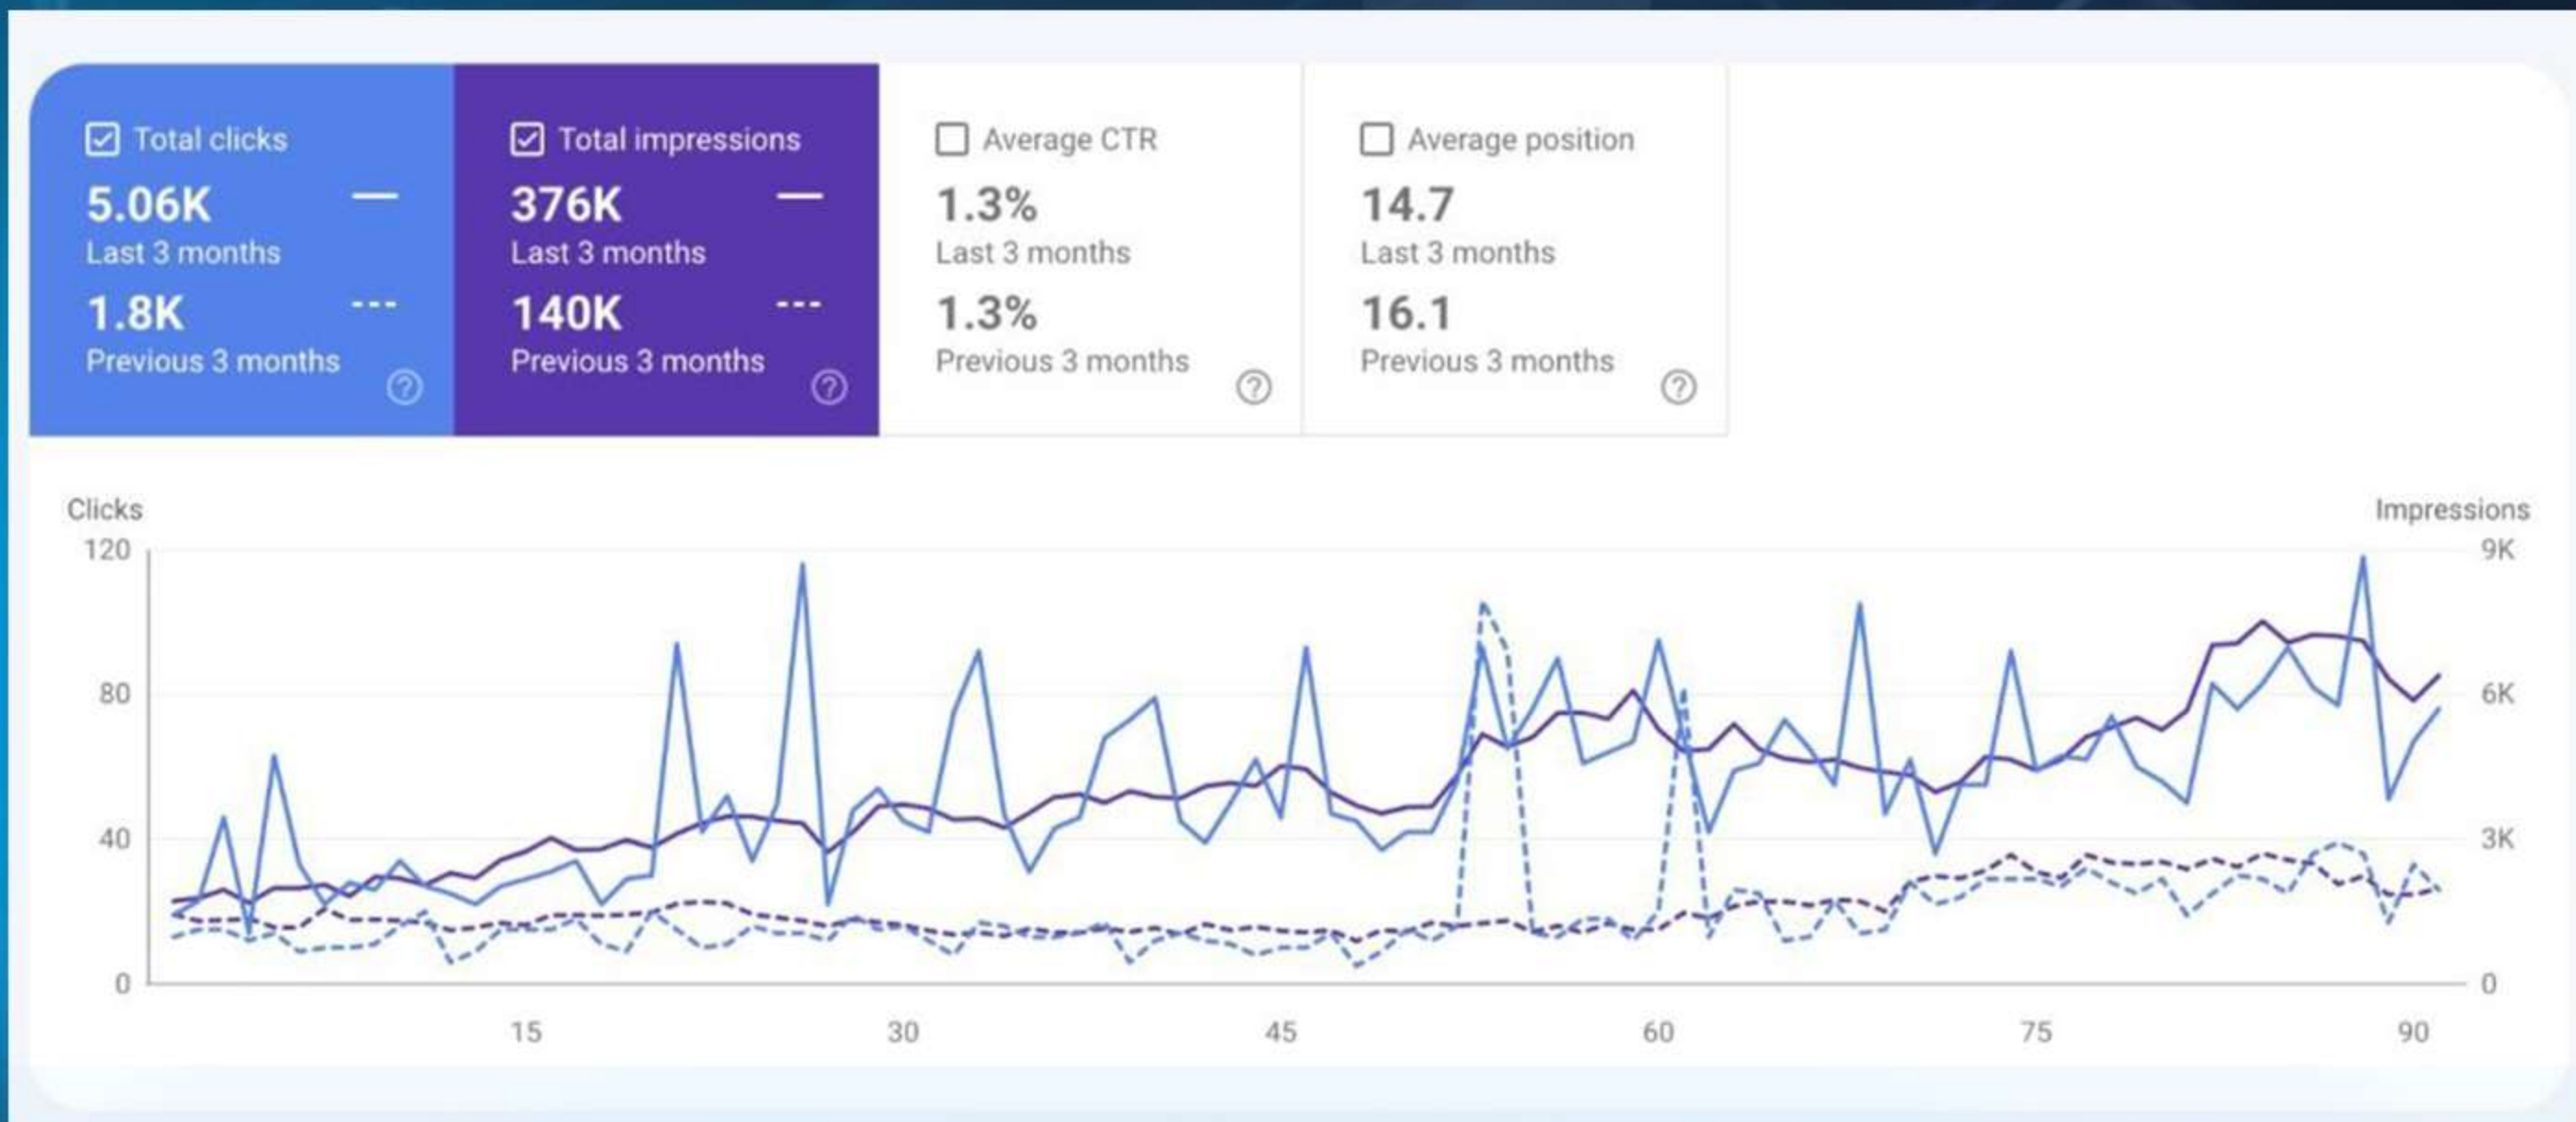 Total clicks
5.06K
Last 3 months
1.8K
Previous 3 months
Total impressions
376K
Last 3 months
140K
Previous 3 months
Average CTR
1.3%
Last 3 months
1.3%
Previous 3 months
Average position
14.7
Last 3 months
16.1
Previous 3 months
Clicks
Impressions
120
9K
80
6K
40
3K
0
0
15 30 45 60 75 90